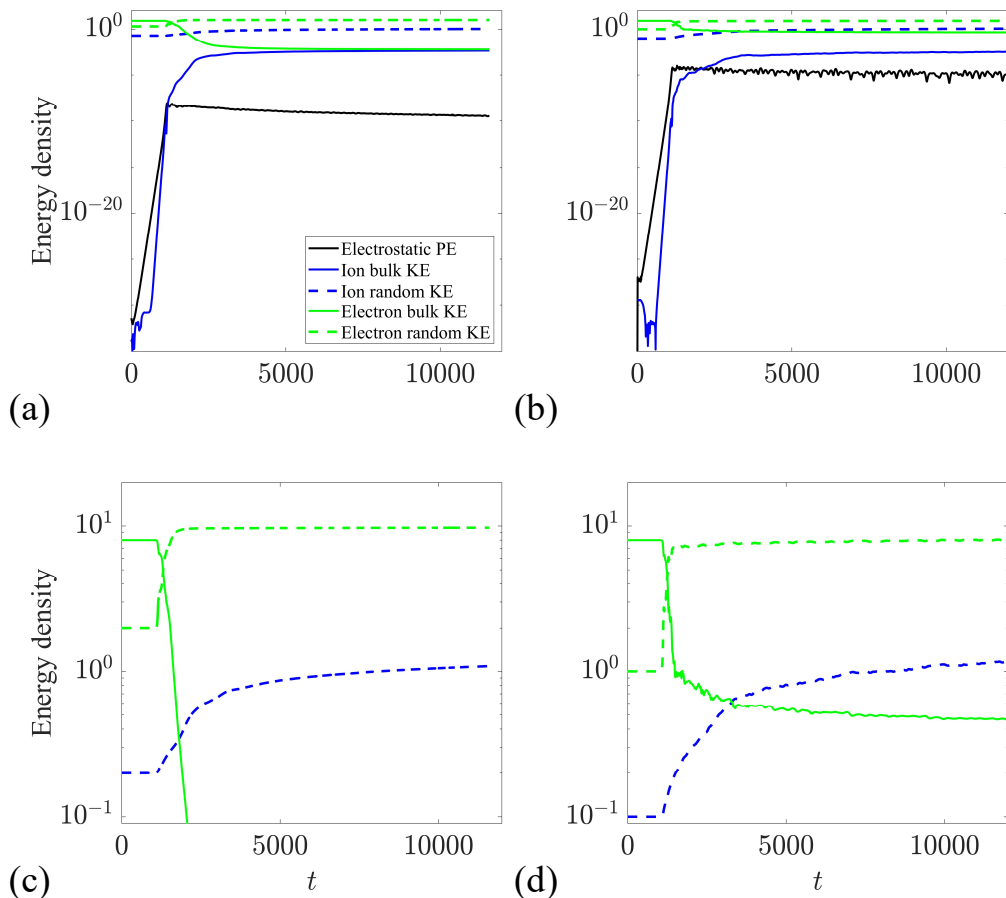 Energy density
10^0
10^-20
0
5000
10000
Electrostatic PE
Ion bulk KE
Ion random KE
Electron bulk KE
Electron random KE
(a)
10^0
10^-20
0
5000
10000
(b)
Energy density
10^1
10^0
10^-1
0
5000
10000
t
(c)
10^1
10^0
10^-1
0
5000
10000
t
(d)